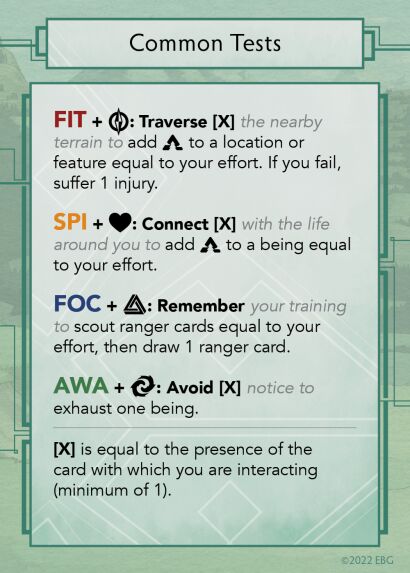 Common Tests
FIT + : Traverse [X] the nearby
terrain to add to a location or
feature equal to your effort. If you fail,
suffer 1 injury.
SPI + : Connect [X] with the life
around you to add to a being equal
to your effort.
FOC + : Remember your training
to scout ranger cards equal to your
effort, then draw 1 ranger card.
AWA + : Avoid [X] notice to
exhaust one being.
[X] is equal to the presence of the
card with which you are interacting
(minimum of 1).
©2022 EBG